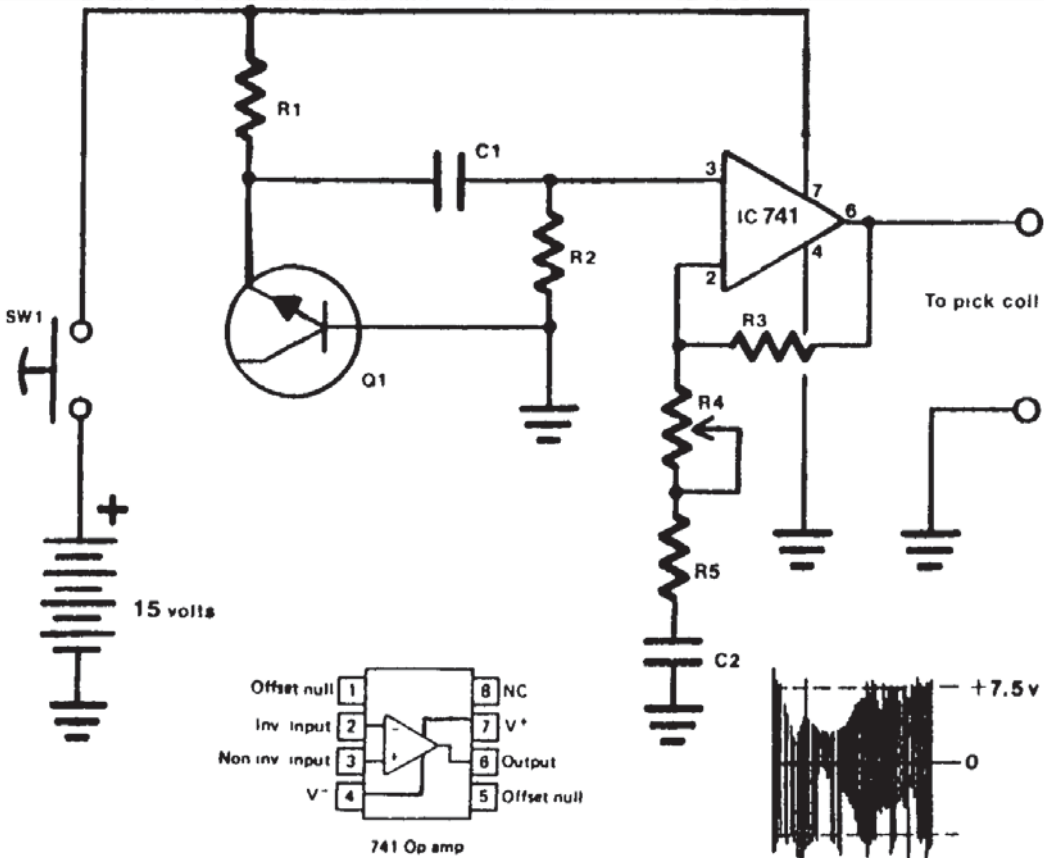 R1
C1
3
7
IC 741
6
R2
4
2
SW1
To pick coil
R3
Q1
R4
+
R5
15 volts
C2
Offset null 1
8 NC
+7.5 v
Inv input 2
-
7 V+
Non inv input 3
+
6 Output
0
V- 4
5 Offset null
741 Op amp